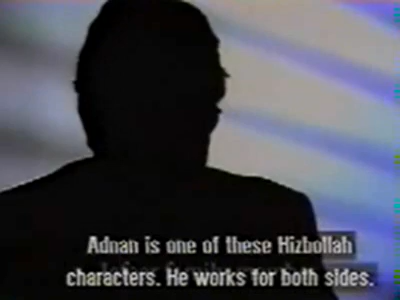 Adnan is one of these Hizbollah
characters. He works for both sides.